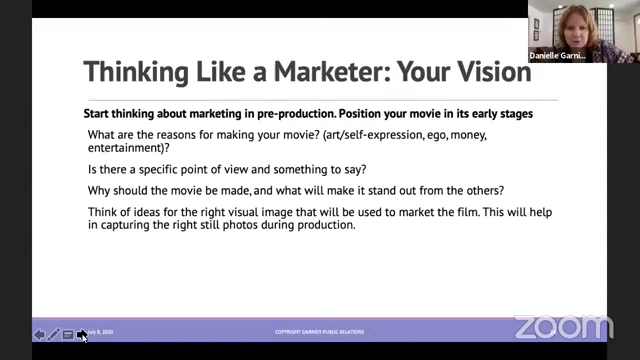 Danielle Garni...
Thinking Like a Marketer: Your Vision
Start thinking about marketing in pre-production. Position your movie in its early stages
What are the reasons for making your movie? (art/self-expression, ego, money,
entertainment)?
Is there a specific point of view and something to say?
Why should the movie be made, and what will make it stand out from the others?
Think of ideas for the right visual image that will be used to market the film. This will help
in capturing the right still photos during production.
July 8, 2020
COPYRIGHT GARNIER PUBLIC RELATIONS
zoom